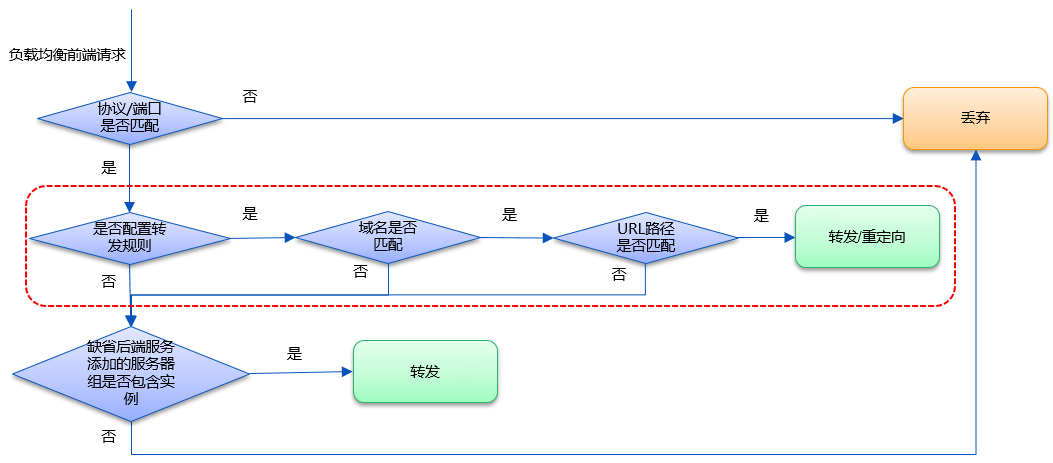 负载均衡前端请求
协议/端口
是否匹配
否
丢弃
是
是否配置转
发规则
是
域名是否
匹配
是
URL路径
是否匹配
是
转发/重定向
否
否
否
缺省后端服务
添加的服务器
组是否包含实
例
是
转发
否